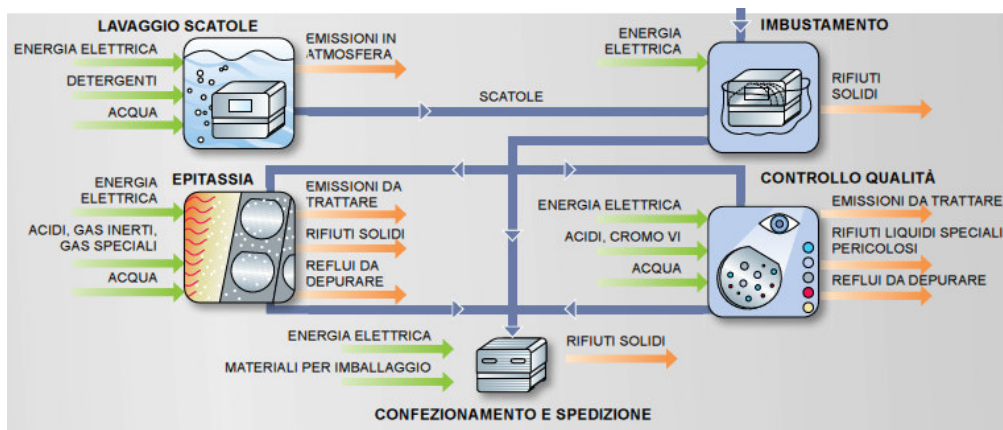 LAVAGGIO SCATOLE
ENERGIA ELETTRICA
DETERGENTI
ACQUA
EMISSIONI IN
ATMOSFERA
SCATOLE
IMBUSTAMENTO
ENERGIA
ELETTRICA
RIFIUTI
SOLIDI
EPITASSIA
ENERGIA
ELETTRICA
ACIDI, GAS INERTI,
GAS SPECIALI
ACQUA
EMISSIONI DA
TRATTARE
RIFIUTI SOLIDI
REFLUI DA
DEPURARE
CONTROLLO QUALITÀ
ENERGIA ELETTRICA
ACIDI, CROMO VI
ACQUA
EMISSIONI DA TRATTARE
RIFIUTI LIQUIDI SPECIALI
PERICOLOSI
REFLUI DA DEPURARE
ENERGIA ELETTRICA
MATERIALI PER IMBALLAGGIO
RIFIUTI SOLIDI
CONFEZIONAMENTO E SPEDIZIONE